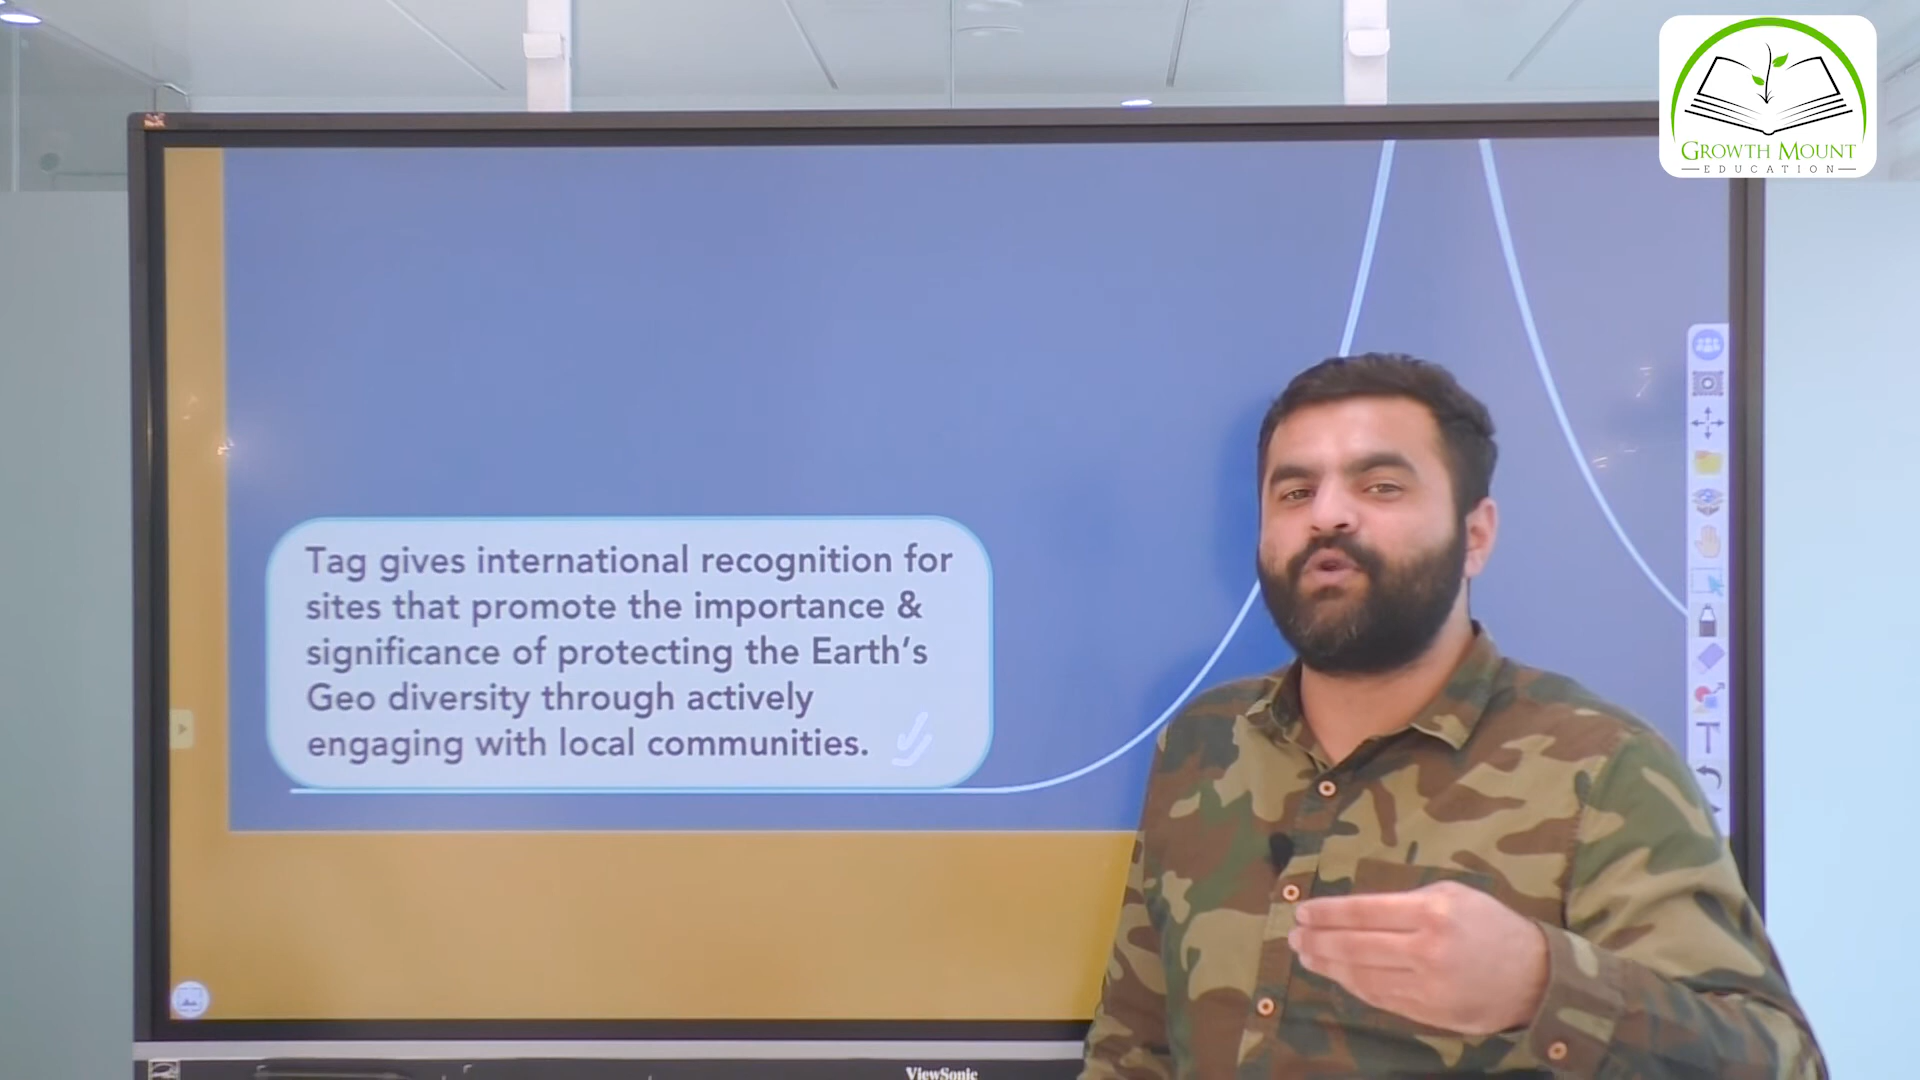 GROWTH MOUNT
EDUCATION
Tag gives international recognition for
sites that promote the importance &
significance of protecting the Earth's
Geo diversity through actively
engaging with local communities.
T
ViewSonic